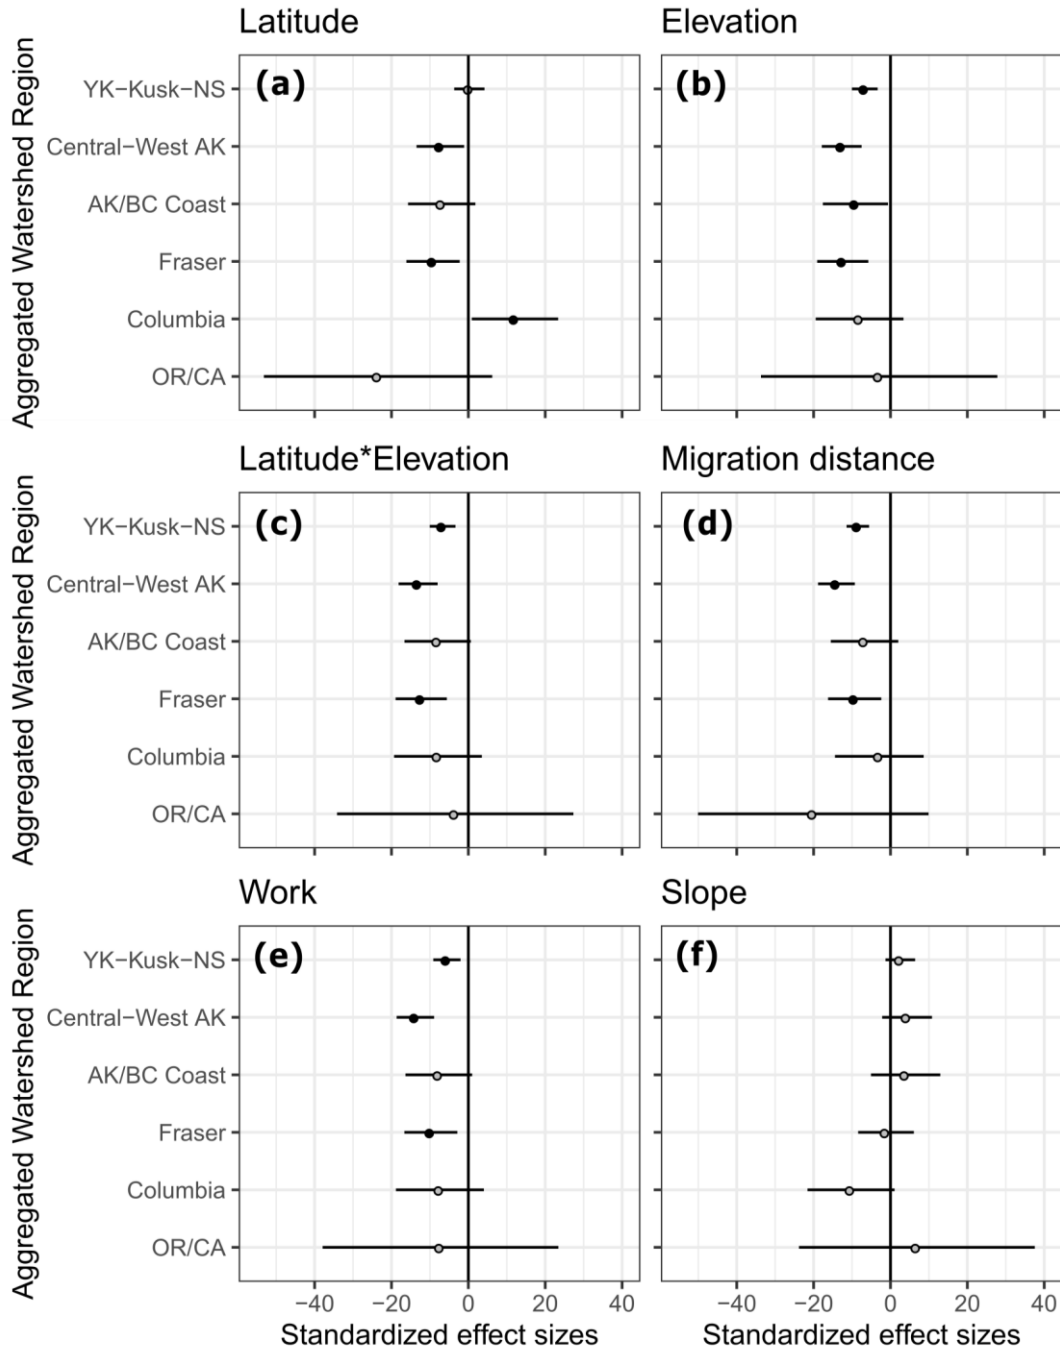 Latitude
Elevation
Aggregated Watershed Region
YK−Kusk−NS
Central−West AK
AK/BC Coast
Fraser
Columbia
OR/CA
(a)
(b)
Latitude*Elevation
Migration distance
Aggregated Watershed Region
YK−Kusk−NS
Central−West AK
AK/BC Coast
Fraser
Columbia
OR/CA
(c)
(d)
Work
Slope
Aggregated Watershed Region
YK−Kusk−NS
Central−West AK
AK/BC Coast
Fraser
Columbia
OR/CA
(e)
(f)
−40 −20 0 20 40
−40 −20 0 20 40
Standardized effect sizes
Standardized effect sizes